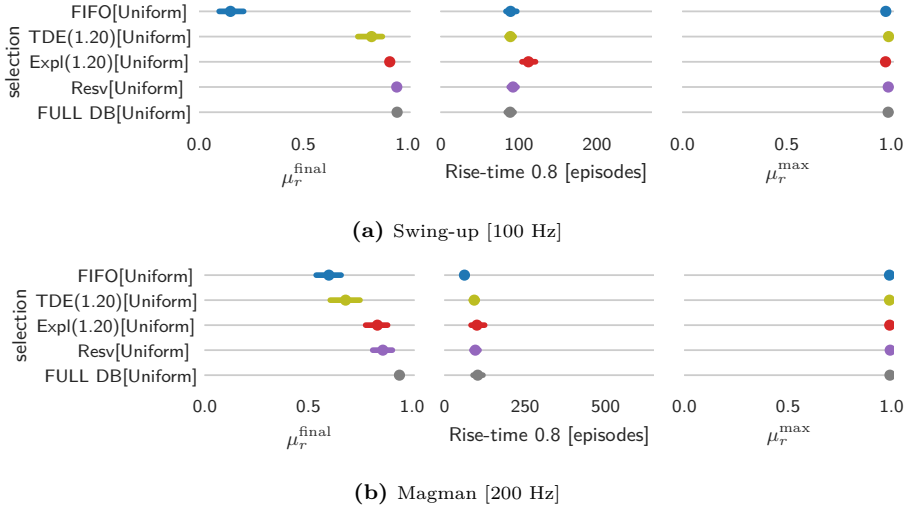 selection
FIFO[Uniform]
TDE(1.20)[Uniform]
Expl(1.20)[Uniform]
Resv[Uniform]
FULL DB[Uniform]
0.0 0.5 1.0 0 100 200 0.0 0.5 1.0
μ_r^final Rise-time 0.8 [episodes] μ_r^max
(a) Swing-up [100 Hz]
selection
FIFO[Uniform]
TDE(1.20)[Uniform]
Expl(1.20)[Uniform]
Resv[Uniform]
FULL DB[Uniform]
0.0 0.5 1.0 0 250 500 0.0 0.5 1.0
μ_r^final Rise-time 0.8 [episodes] μ_r^max
(b) Magman [200 Hz]